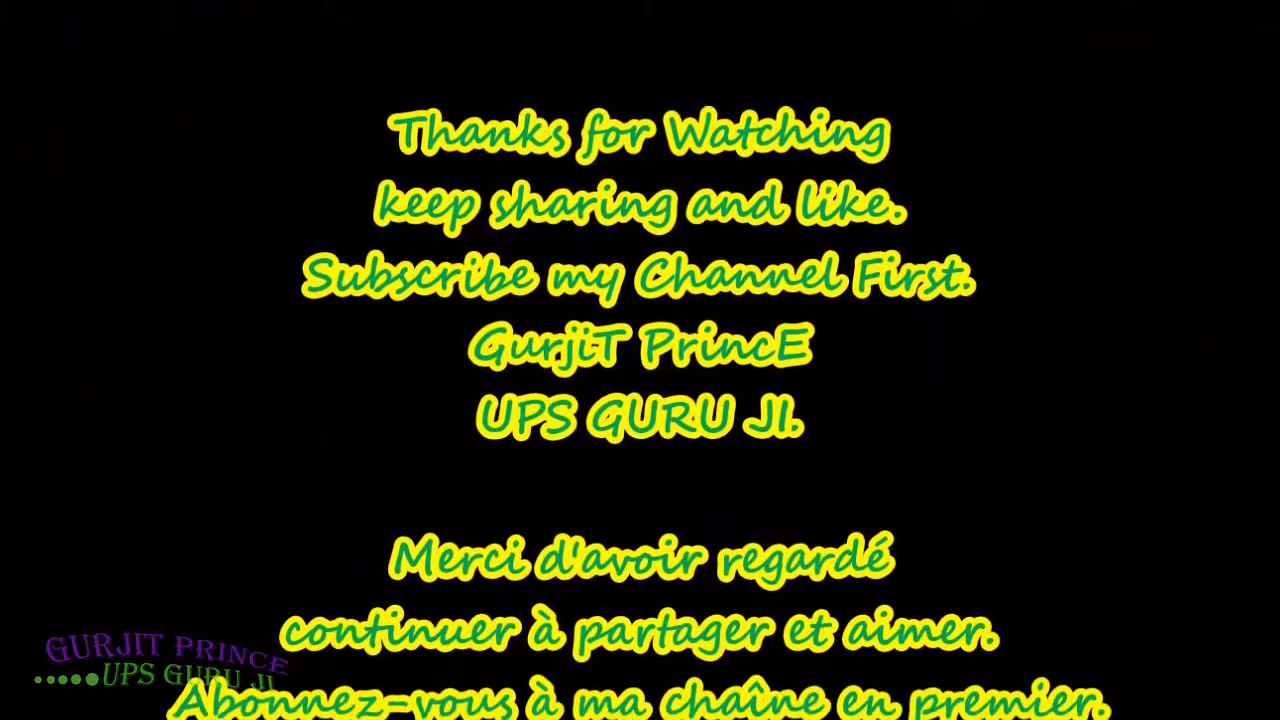 Thanks for Watching
keep sharing and like.
Subscribe my Channel First.
GurjiT PrincE
UPS GURU JI.
Merci d'avoir regardé
continuer à partager et aimer.
GURJIT PRINCE
UPS GURU JI
Abonnez-vous à ma chaîne en premier.